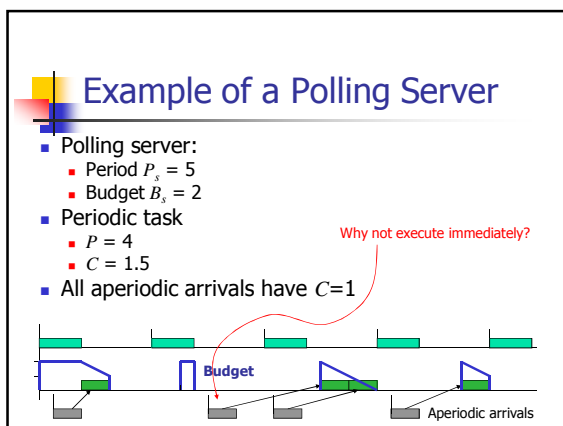 Example of a Polling Server
Polling server:
Period Pₛ = 5
Budget Bₛ = 2
Periodic task
P = 4
C = 1.5
Why not execute immediately?
All aperiodic arrivals have C=1
Budget
Aperiodic arrivals